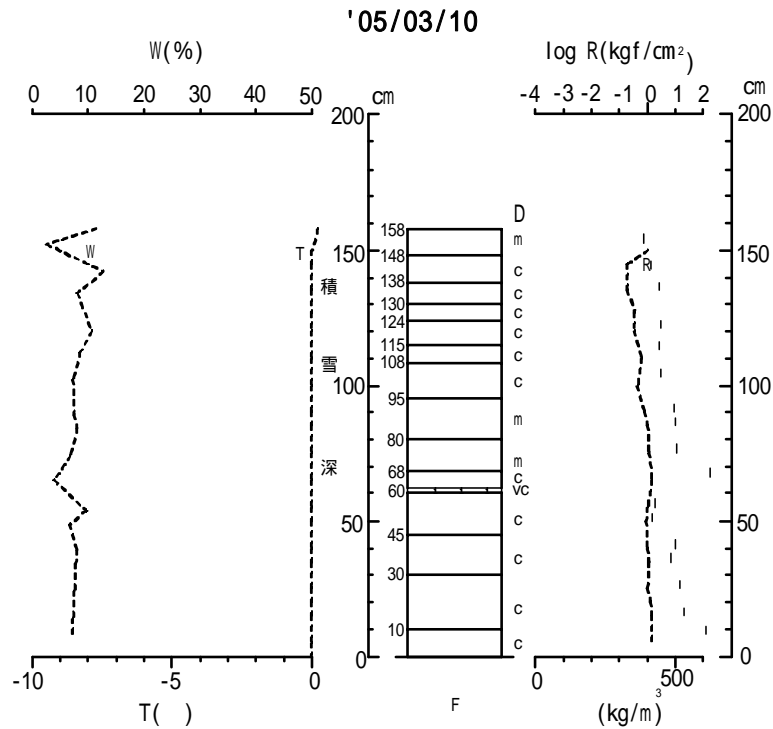 '05/03/10
W(%)
log R(kgf/cm²)
0 10 20 30 40 50 cm
-4 -3 -2 -1 0 1 2 cm
200
200
D
158
m
W
T
150
148
R
150
c
138
積
c
130
c
124
c
115
c
雪
108
100
c
100
95
m
80
深
m
68
c
60
vc
50
c
50
45
c
30
c
10
c
0
0
-10 -5 0
0 500
T( )
F
(kg/m³)